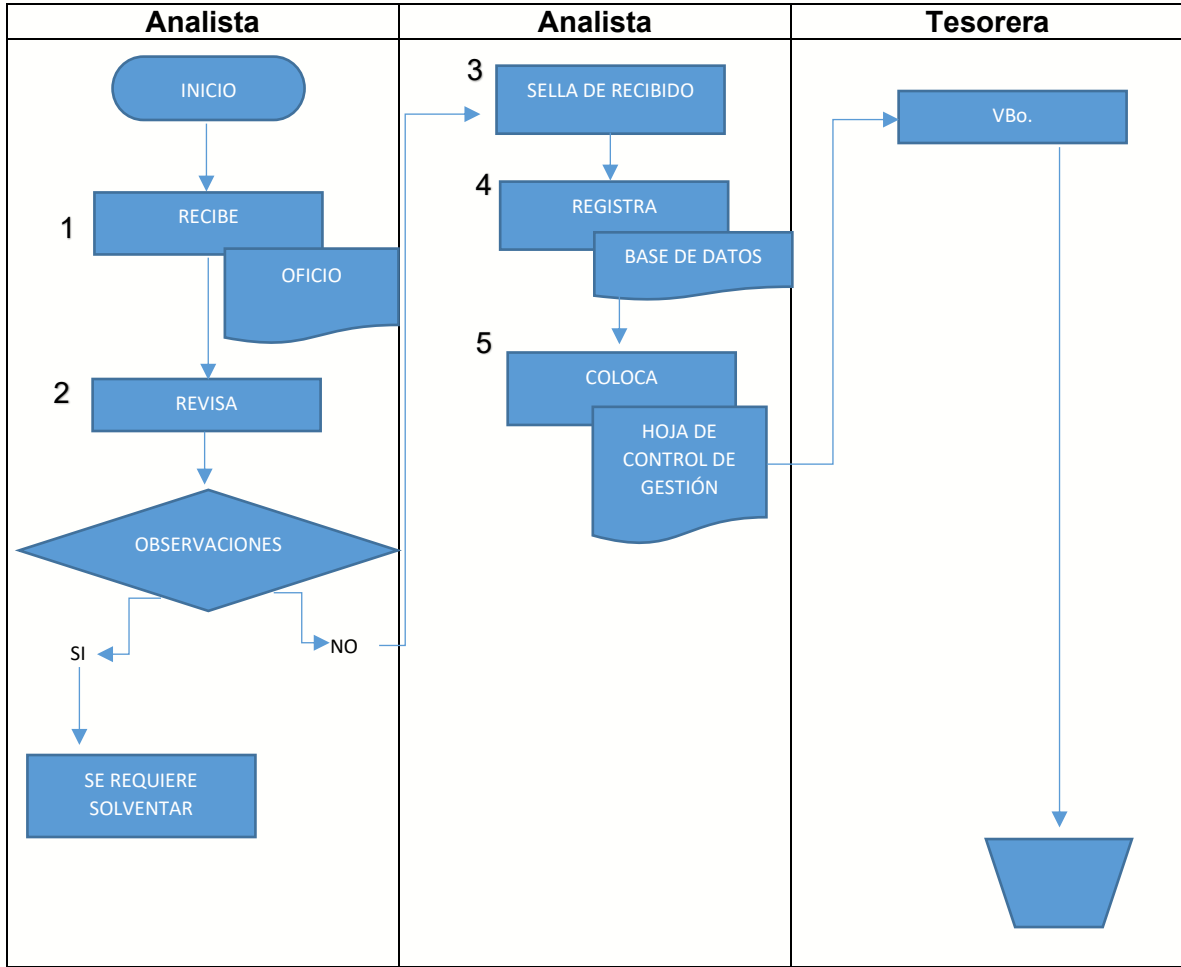 Analista
INICIO
1
RECIBE
OFICIO
2
REVISA
OBSERVACIONES
SI
NO
SE REQUIERE
SOLVENTAR
Analista
3
SELLA DE RECIBIDO
4
REGISTRA
BASE DE DATOS
5
COLOCA
HOJA DE
CONTROL DE
GESTIÓN
Tesorera
VBo.